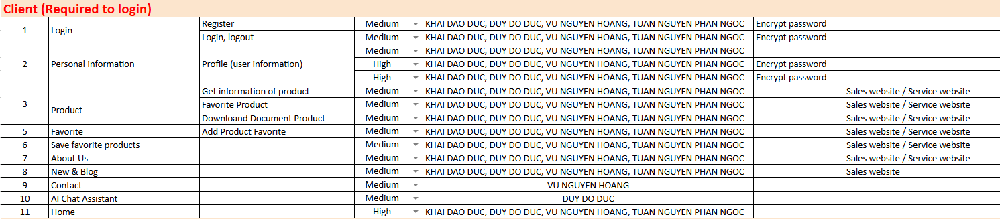 Client (Required to login)
1 Login Register Medium KHAI DAO DUC, DUY DO DUC, VU NGUYEN HOANG, TUAN NGUYEN PHAN NGOC Encrypt password
Login, logout Medium KHAI DAO DUC, DUY DO DUC, VU NGUYEN HOANG, TUAN NGUYEN PHAN NGOC Encrypt password
Medium KHAI DAO DUC, DUY DO DUC, VU NGUYEN HOANG, TUAN NGUYEN PHAN NGOC
2 Personal information Profile (user information) High KHAI DAO DUC, DUY DO DUC, VU NGUYEN HOANG, TUAN NGUYEN PHAN NGOC Encrypt password
High KHAI DAO DUC, DUY DO DUC, VU NGUYEN HOANG, TUAN NGUYEN PHAN NGOC Encrypt password
Get information of product Medium KHAI DAO DUC, DUY DO DUC, VU NGUYEN HOANG, TUAN NGUYEN PHAN NGOC Sales website / Service website
3 Product Favorite Product Medium KHAI DAO DUC, DUY DO DUC, VU NGUYEN HOANG, TUAN NGUYEN PHAN NGOC Sales website / Service website
Downloand Document Product Medium KHAI DAO DUC, DUY DO DUC, VU NGUYEN HOANG, TUAN NGUYEN PHAN NGOC Sales website / Service website
5 Favorite Add Product Favorite Medium KHAI DAO DUC, DUY DO DUC, VU NGUYEN HOANG, TUAN NGUYEN PHAN NGOC Sales website / Service website
6 Save favorite products Medium KHAI DAO DUC, DUY DO DUC, VU NGUYEN HOANG, TUAN NGUYEN PHAN NGOC Sales website / Service website
7 About Us Medium KHAI DAO DUC, DUY DO DUC, VU NGUYEN HOANG, TUAN NGUYEN PHAN NGOC Sales website / Service website
8 New & Blog Medium KHAI DAO DUC, DUY DO DUC, VU NGUYEN HOANG, TUAN NGUYEN PHAN NGOC Sales website
9 Contact Medium VU NGUYEN HOANG
10 AI Chat Assistant Medium DUY DO DUC
11 Home High KHAI DAO DUC, DUY DO DUC, VU NGUYEN HOANG, TUAN NGUYEN PHAN NGOC